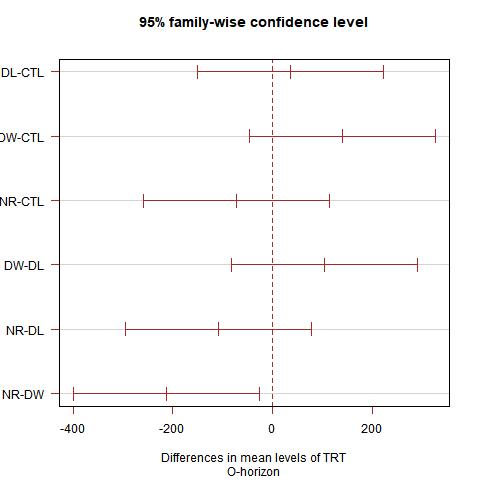 95% family-wise confidence level
DL-CTL
DW-CTL
NR-CTL
DW-DL
NR-DL
NR-DW
-400 -200 0 200
Differences in mean levels of TRT
O-horizon